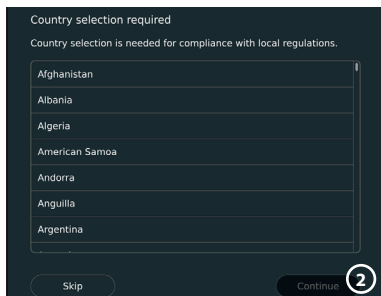 Country selection required
Country selection is needed for compliance with local regulations.
Afghanistan
Albania
Algeria
American Samoa
Andorra
Anguilla
Argentina
Skip
Continue
2